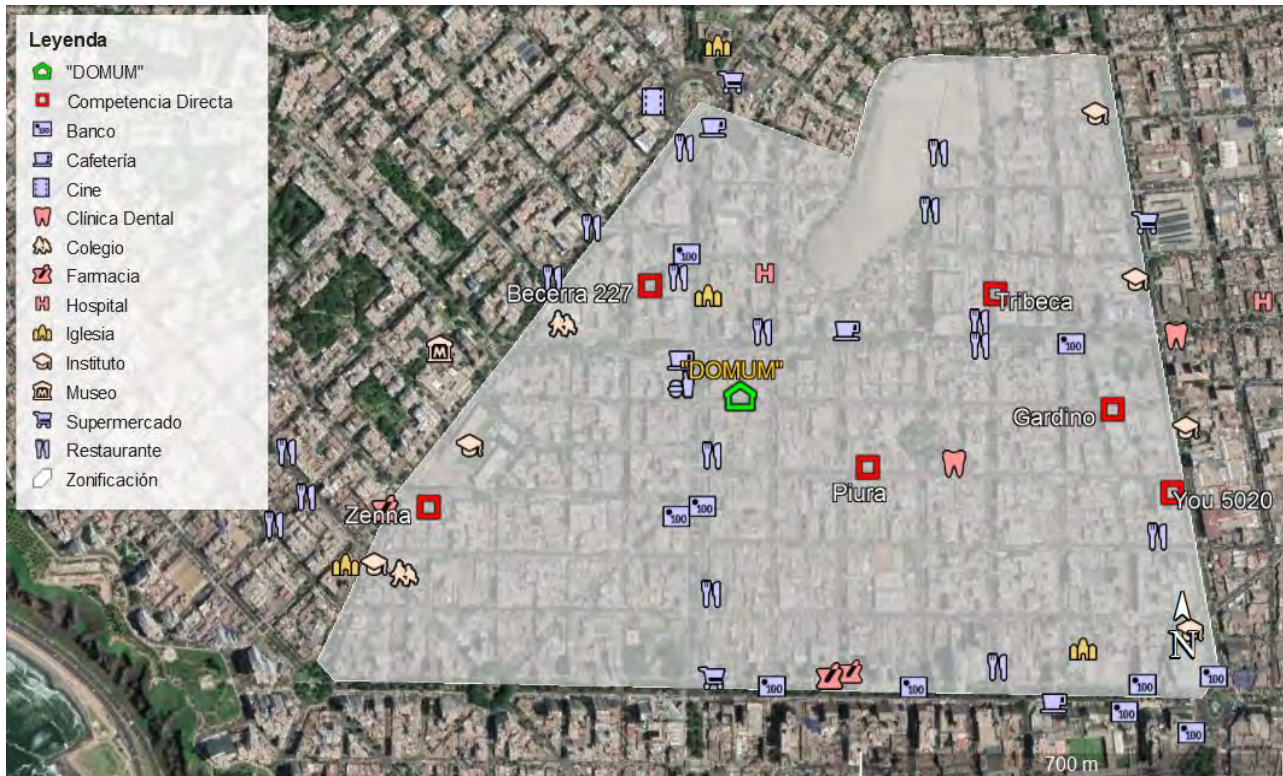 Leyenda
"DOMUM"
Competencia Directa
Banco
Cafetería
Cine
Clínica Dental
Colegio
Farmacia
Hospital
Iglesia
Instituto
Museo
Supermercado
Restaurante
Zonificación
Becerra 227
Tribeca
"DOMUM"
Gardino
Piura
You 5020
Zenna
N
700 m